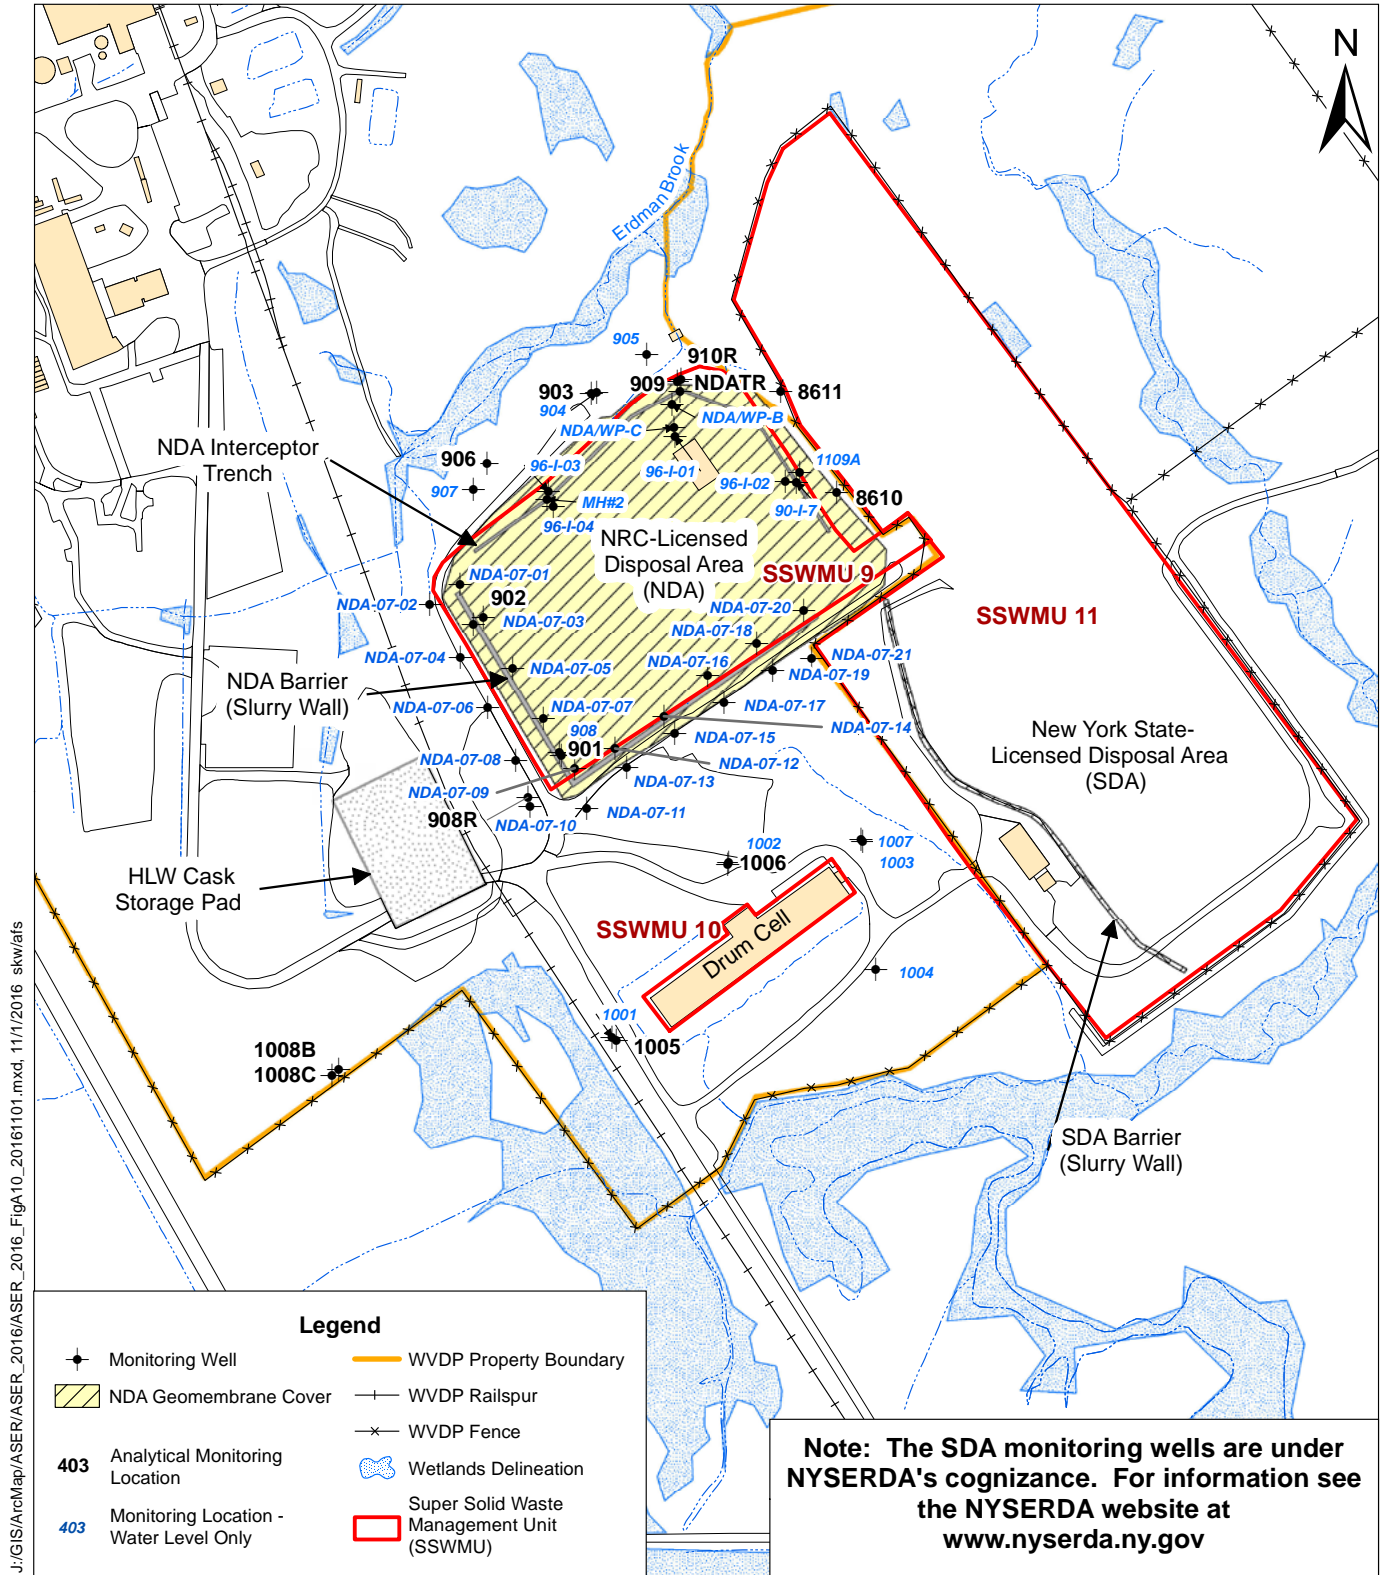 N
Erdman Brook
905
910R
903
909
NDATR
8611
904
NDA/WP-B
NDA/WP-C
NDA Interceptor
Trench
906
96-I-03
96-I-01
1109A
907
96-I-02
MH#2
8610
90-I-7
96-I-04
NRC-Licensed
Disposal Area
(NDA)
SSWMU 9
NDA-07-01
902
NDA-07-02
NDA-07-03
NDA-07-20
SSWMU 11
NDA-07-18
NDA-07-04
NDA-07-21
NDA-07-05
NDA-07-16
NDA-07-19
NDA Barrier
(Slurry Wall)
NDA-07-06
NDA-07-17
NDA-07-07
NDA-07-14
908
New York State-
Licensed Disposal Area
(SDA)
NDA-07-15
901
NDA-07-08
NDA-07-12
NDA-07-13
NDA-07-09
NDA-07-11
908R
NDA-07-10
1002
1007
1006
1003
HLW Cask
Storage Pad
SSWMU 10
Drum Cell
1004
1001
1005
1008B
1008C
SDA Barrier
(Slurry Wall)
J:/GIS/ArcMap/ASER/ASER_2016/ASER_2016_FigA10_20161101.mxd, 11/1/2016 skw/afs
Legend
Monitoring Well
NDA Geomembrane Cover
403
Analytical Monitoring
Location
403
Monitoring Location -
Water Level Only
WVDP Property Boundary
WVDP Railspur
WVDP Fence
Wetlands Delineation
Super Solid Waste
Management Unit
(SSWMU)
Note: The SDA monitoring wells are under
NYSERDA's cognizance. For information see
the NYSERDA website at
www.nyserda.ny.gov